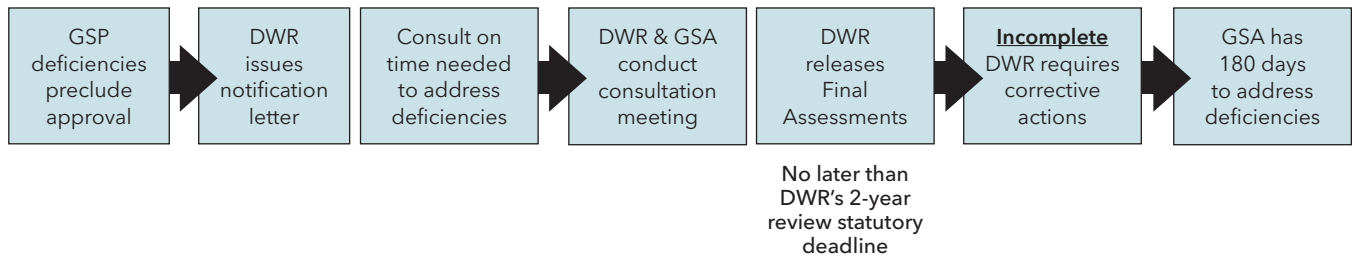 GSP
deficiencies
preclude
approval
DWR
issues
notification
letter
Consult on
time needed
to address
deficiencies
DWR & GSA
conduct
consultation
meeting
DWR
releases
Final
Assessments
Incomplete
DWR requires
corrective
actions
GSA has
180 days
to address
deficiencies
No later than
DWR's 2-year
review statutory
deadline